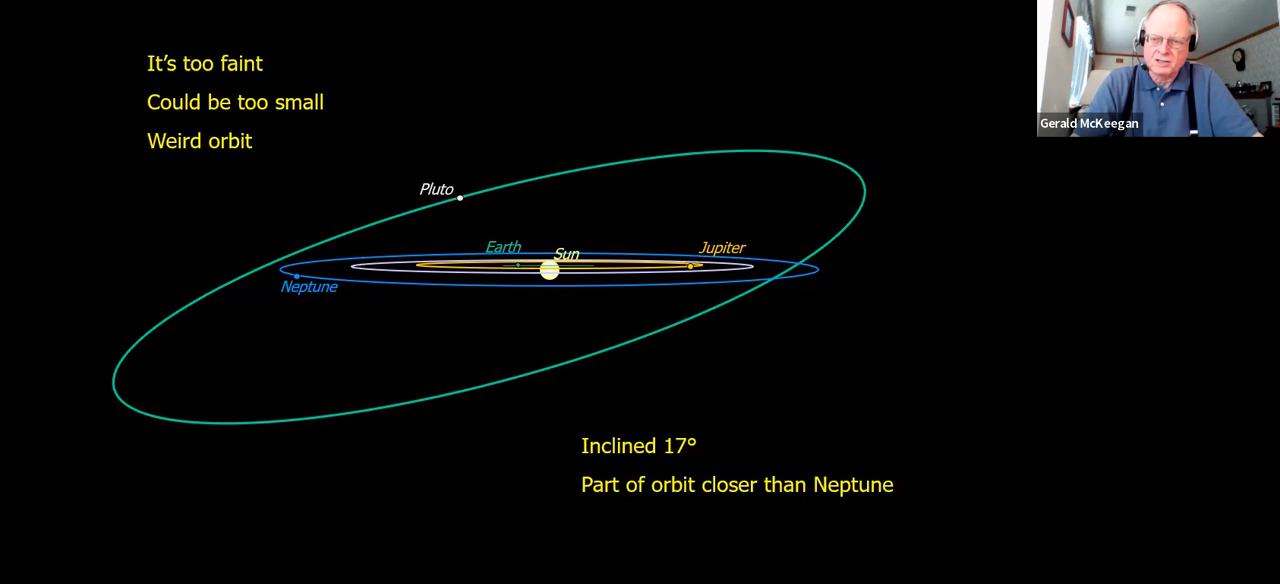 It's too faint
Could be too small
Weird orbit
Gerald McKeegan
Pluto
Earth
Sun
Jupiter
Neptune
Inclined 17°
Part of orbit closer than Neptune